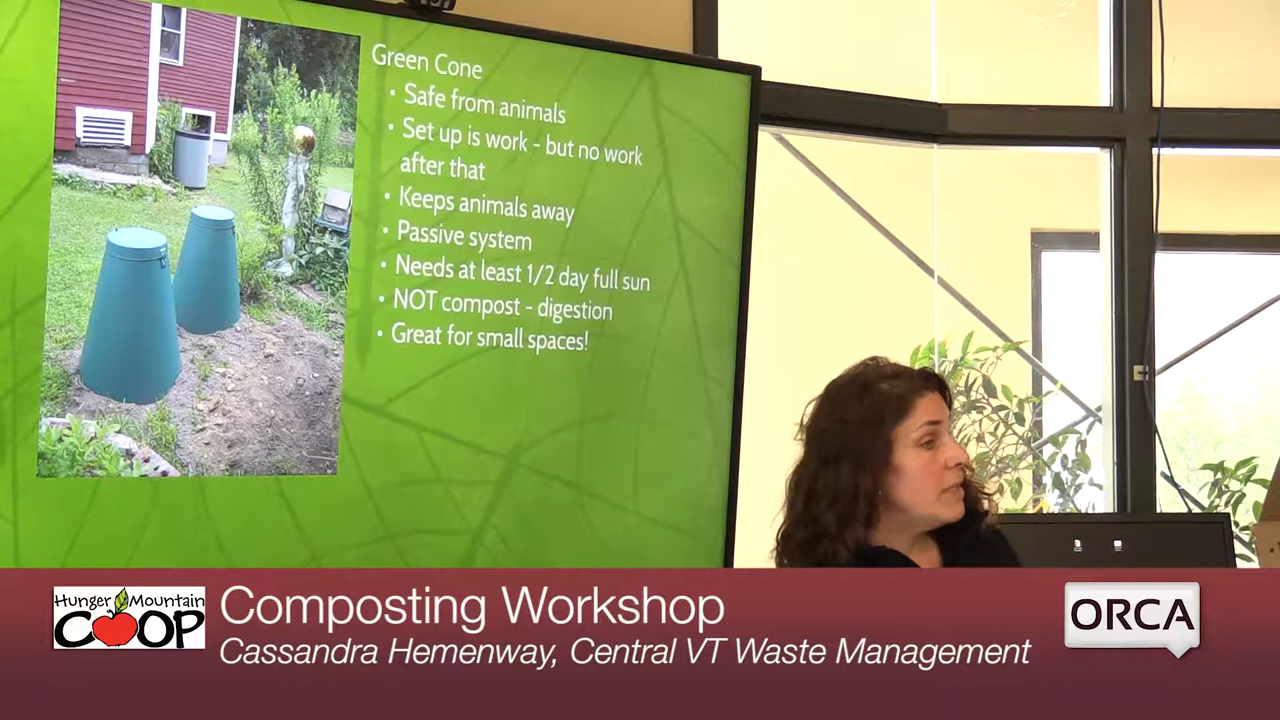 Green Cone
• Safe from animals
• Set up is work - but no work
after that
• Keeps animals away
• Passive system
• Needs at least 1/2 day full sun
• NOT compost - digestion
• Great for small spaces!
Hunger Mountain
COOP
Composting Workshop
Cassandra Hemenway, Central VT Waste Management
ORCA